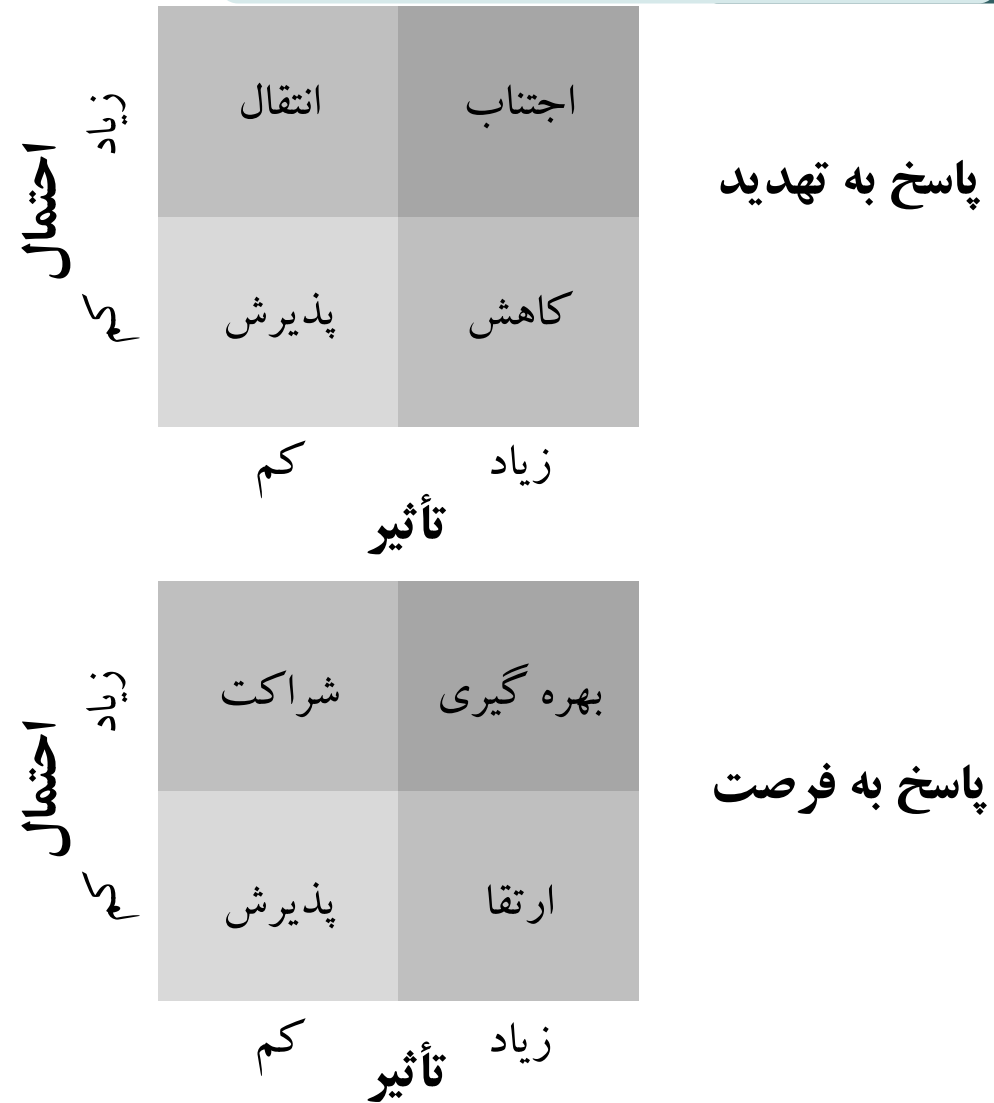 پاسخ به تهدید
احتمال
زیاد
کم
انتقال
اجتناب
پذیرش
کاهش
کم
زیاد
تأثیر
پاسخ به فرصت
احتمال
زیاد
کم
شراکت
بهره گیری
پذیرش
ارتقا
کم
زیاد
تأثیر